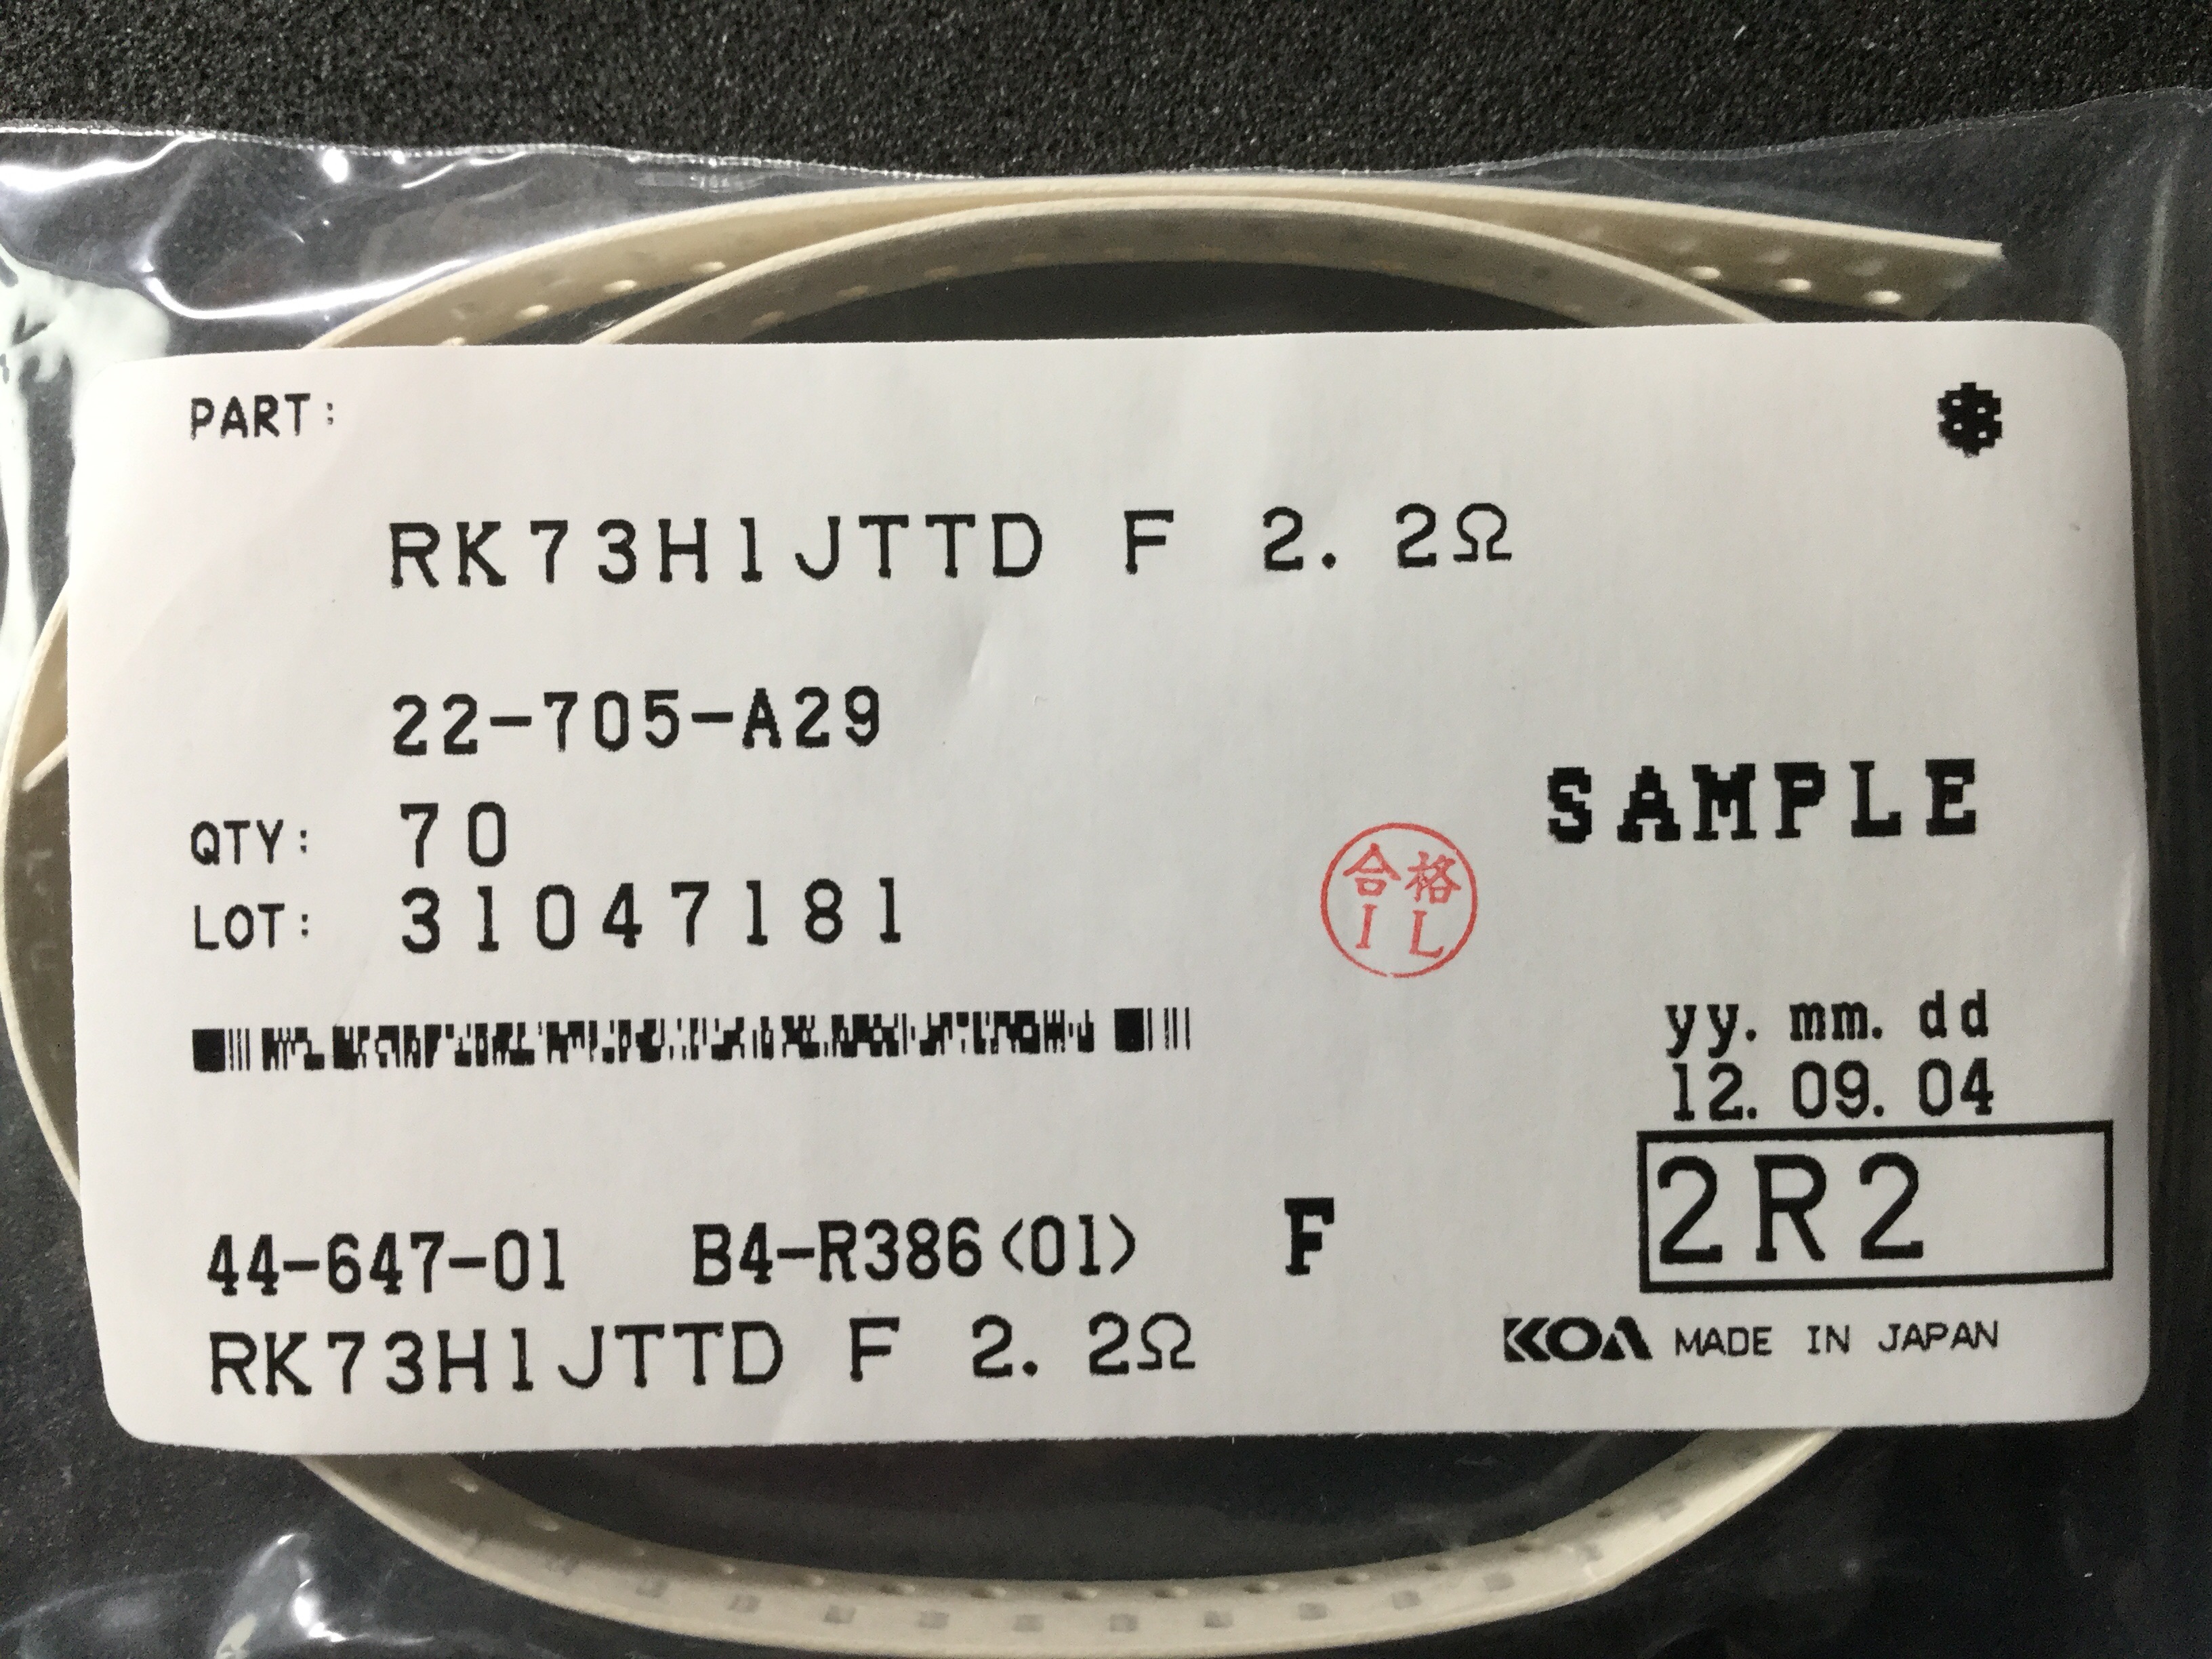 PART:
*
RK73H1JTTD F 2.2Ω
22-705-A29
SAMPLE
QTY: 70
LOT: 31047181
合格
I L
yy. mm. dd
12. 09. 04
2R2
44-647-01 B4-R386<01> F
RK73H1JTTD F 2.2Ω
KOA MADE IN JAPAN